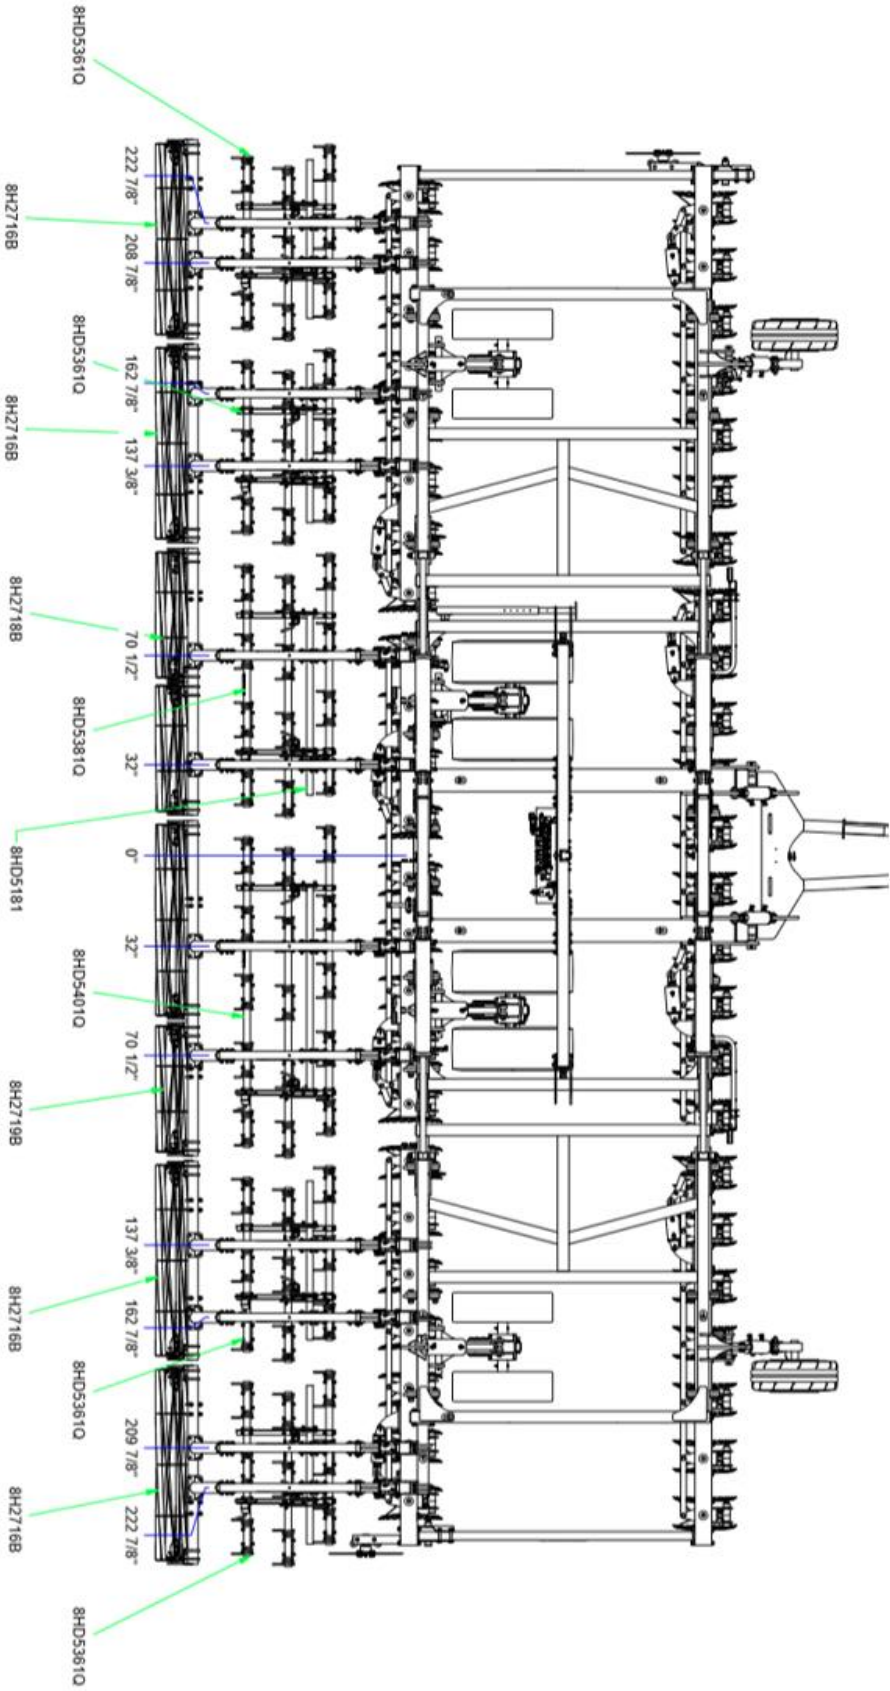 222 7/8"
208 7/8"
162 7/8"
137 3/8"
70 1/2"
32"
0"
32"
70 1/2"
137 3/8"
162 7/8"
209 7/8"
222 7/8"
8HD5361Q
8HD5361Q
8HD5381Q
8HD5401Q
8HD5361Q
8HD5361Q
8H2716B
8H2716B
8H2718B
8HD5181
8H2719B
8H2716B
8H2716B